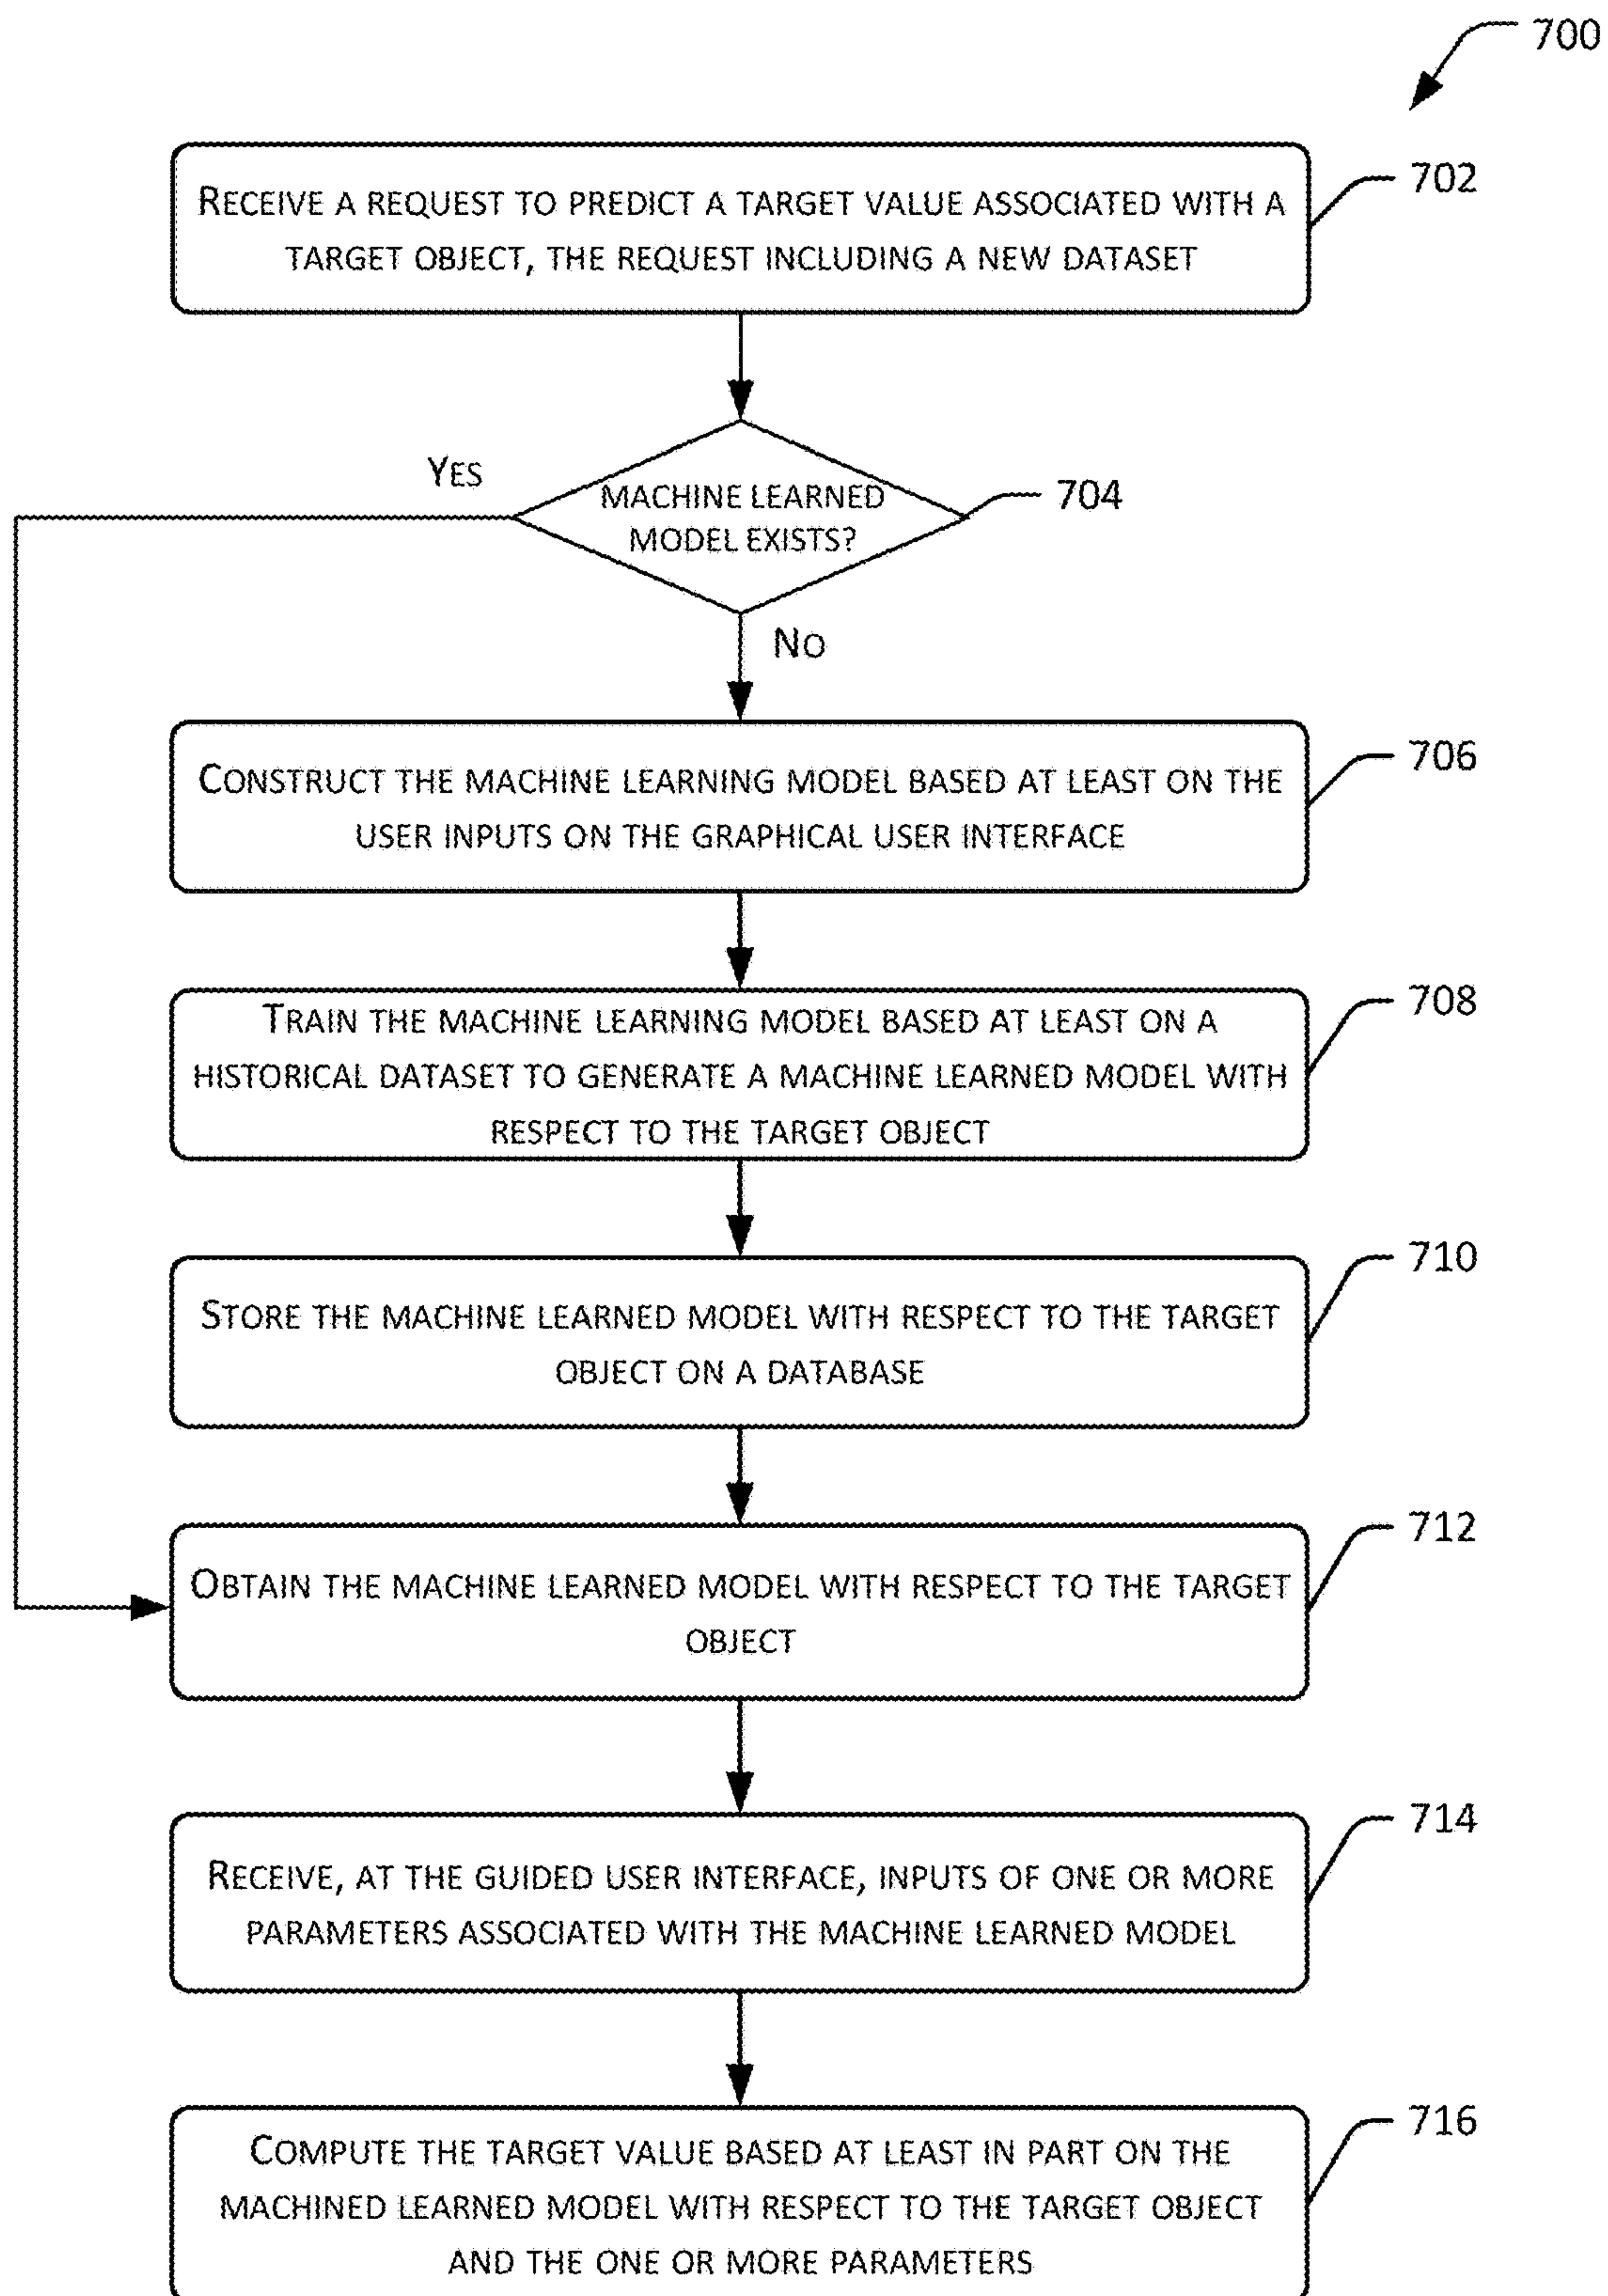 700
RECEIVE A REQUEST TO PREDICT A TARGET VALUE ASSOCIATED WITH A
TARGET OBJECT, THE REQUEST INCLUDING A NEW DATASET
702
YES
MACHINE LEARNED
MODEL EXISTS?
704
NO
CONSTRUCT THE MACHINE LEARNING MODEL BASED AT LEAST ON THE
USER INPUTS ON THE GRAPHICAL USER INTERFACE
706
TRAIN THE MACHINE LEARNING MODEL BASED AT LEAST ON A
HISTORICAL DATASET TO GENERATE A MACHINE LEARNED MODEL WITH
RESPECT TO THE TARGET OBJECT
708
STORE THE MACHINE LEARNED MODEL WITH RESPECT TO THE TARGET
OBJECT ON A DATABASE
710
OBTAIN THE MACHINE LEARNED MODEL WITH RESPECT TO THE TARGET
OBJECT
712
RECEIVE, AT THE GUIDED USER INTERFACE, INPUTS OF ONE OR MORE
PARAMETERS ASSOCIATED WITH THE MACHINE LEARNED MODEL
714
COMPUTE THE TARGET VALUE BASED AT LEAST IN PART ON THE
MACHINED LEARNED MODEL WITH RESPECT TO THE TARGET OBJECT
AND THE ONE OR MORE PARAMETERS
716